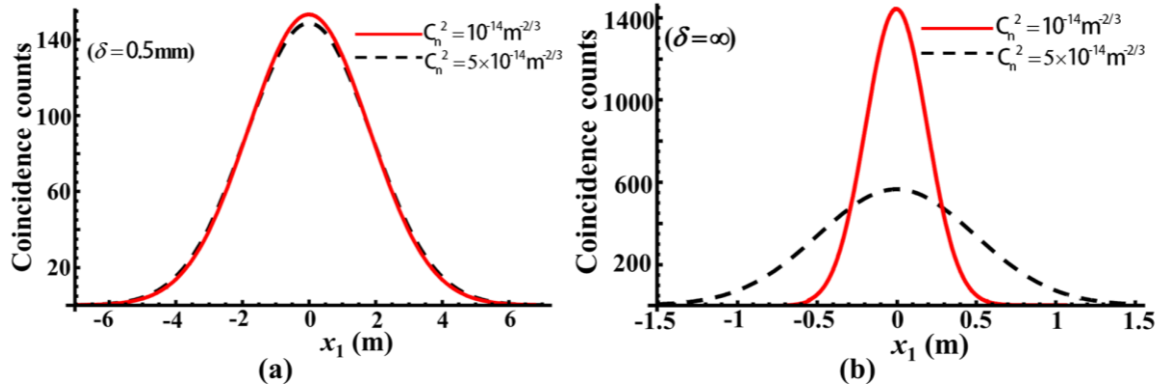 (δ=0.5mm)
C_n^2 = 10^-14 m^-2/3
C_n^2 = 5×10^-14 m^-2/3
Coincidence counts
140
100
60
20
-6 -4 -2 0 2 4 6
x_1 (m)
(a)
(δ=∞)
C_n^2 = 10^-14 m^-2/3
C_n^2 = 5×10^-14 m^-2/3
Coincidence counts
1400
1000
600
200
-1.5 -1 -0.5 0 0.5 1 1.5
x_1 (m)
(b)